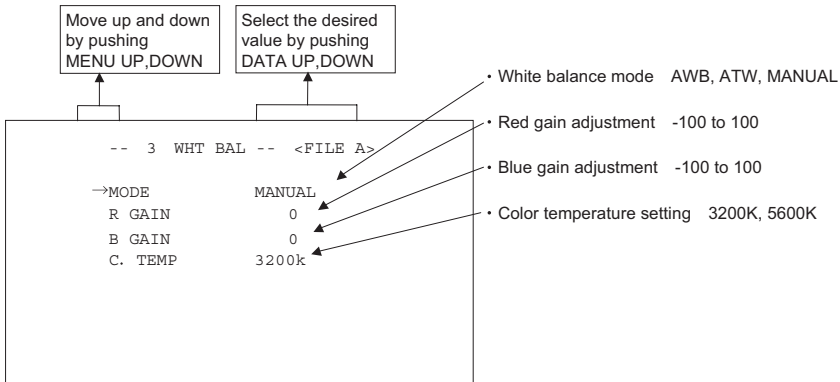 Move up and down
by pushing
MENU UP,DOWN
Select the desired
value by pushing
DATA UP,DOWN
・White balance mode AWB, ATW, MANUAL
・Red gain adjustment -100 to 100
・Blue gain adjustment -100 to 100
・Color temperature setting 3200K, 5600K
-- 3 WHT BAL -- <FILE A>
→MODE MANUAL
R GAIN 0
B GAIN 0
C. TEMP 3200k